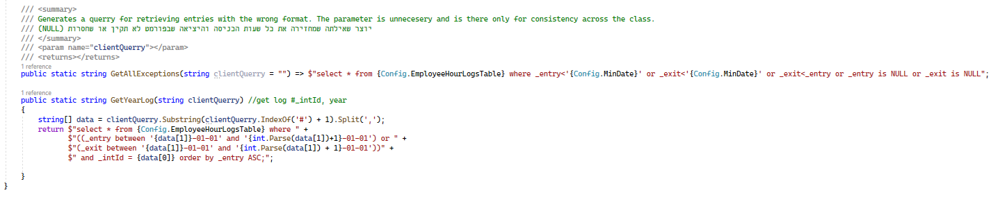 /// <summary>
/// Generates a querry for retrieving entries with the wrong format. The parameter is unnecesery and is there only for consistency across the class.
/// (NULL) יוצר שאילתה שמחזירה את כל שעות הכניסה והיציאה שבפורמט לא תקין או שחסרות
/// </summary>
/// <param name="clientQuerry"></param>
/// <returns></returns>
1 reference
public static string GetAllExceptions(string clientQuerry = "") => $"select * from {Config.EmployeeHourLogsTable} where _entry<'{Config.MinDate}' or _exit<'{Config.MinDate}' or _exit<_entry or _entry is NULL or _exit is NULL";
1 reference
public static string GetYearLog(string clientQuerry) //get log #_intId, year
{
string[] data = clientQuerry.Substring(clientQuerry.IndexOf('#') + 1).Split(',');
return $"select * from {Config.EmployeeHourLogsTable} where " +
$"((_entry between '{data[1]}-01-01' and '{int.Parse(data[1])+1}-01-01') or " +
$"(_exit between '{data[1]}-01-01' and '{int.Parse(data[1]) + 1}-01-01'))" +
$" and _intId = {data[0]} order by _entry ASC;";
}
}